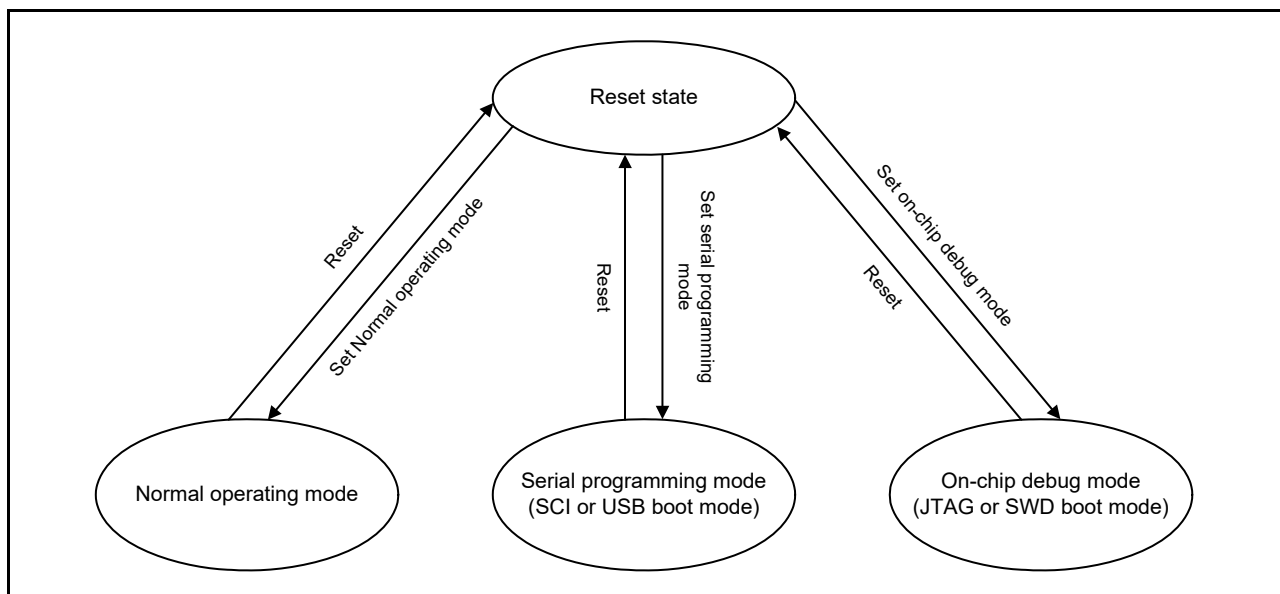 Reset state
Reset
Set Normal operating mode
Reset
Set serial programming
mode
Set on-chip debug mode
Reset
Normal operating mode
Serial programming mode
(SCI or USB boot mode)
On-chip debug mode
(JTAG or SWD boot mode)